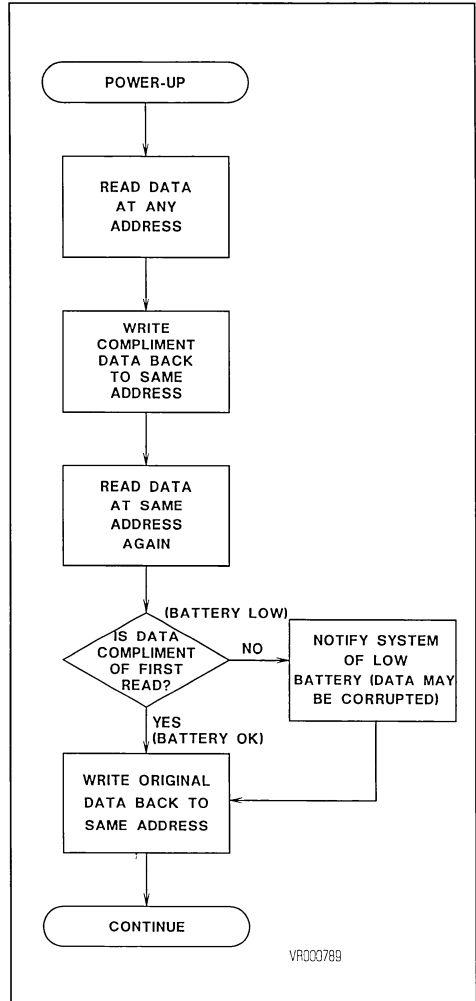 POWER-UP
READ DATA
AT ANY
ADDRESS
WRITE
COMPLIMENT
DATA BACK
TO SAME
ADDRESS
READ DATA
AT SAME
ADDRESS
AGAIN
(BATTERY LOW)
IS DATA
COMPLIMENT
OF FIRST
READ?
NO
NOTIFY SYSTEM
OF LOW
BATTERY (DATA MAY
BE CORRUPTED)
YES
(BATTERY OK)
WRITE ORIGINAL
DATA BACK TO
SAME ADDRESS
CONTINUE
VR000789